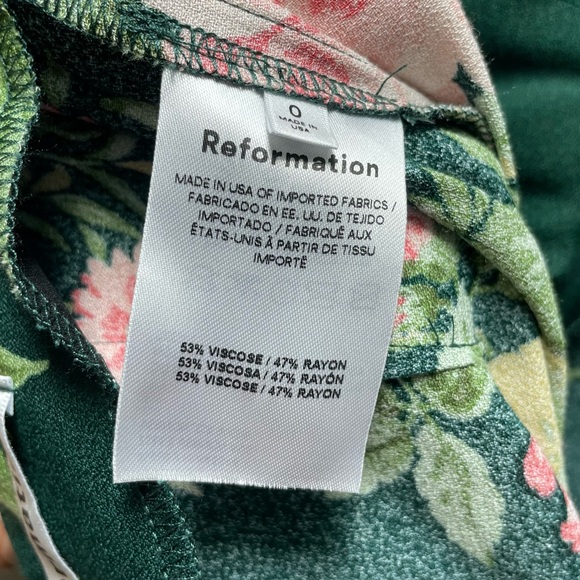 0
MADE IN
USA
Reformation
MADE IN USA OF IMPORTED FABRICS /
FABRICADO EN EE. UU. DE TEJIDO
IMPORTADO / FABRIQUÉ AUX
ÉTATS-UNIS À PARTIR DE TISSU
IMPORTÉ
53% VISCOSE / 47% RAYON
53% VISCOSA / 47% RAYÓN
53% VISCOSE / 47% RAYON